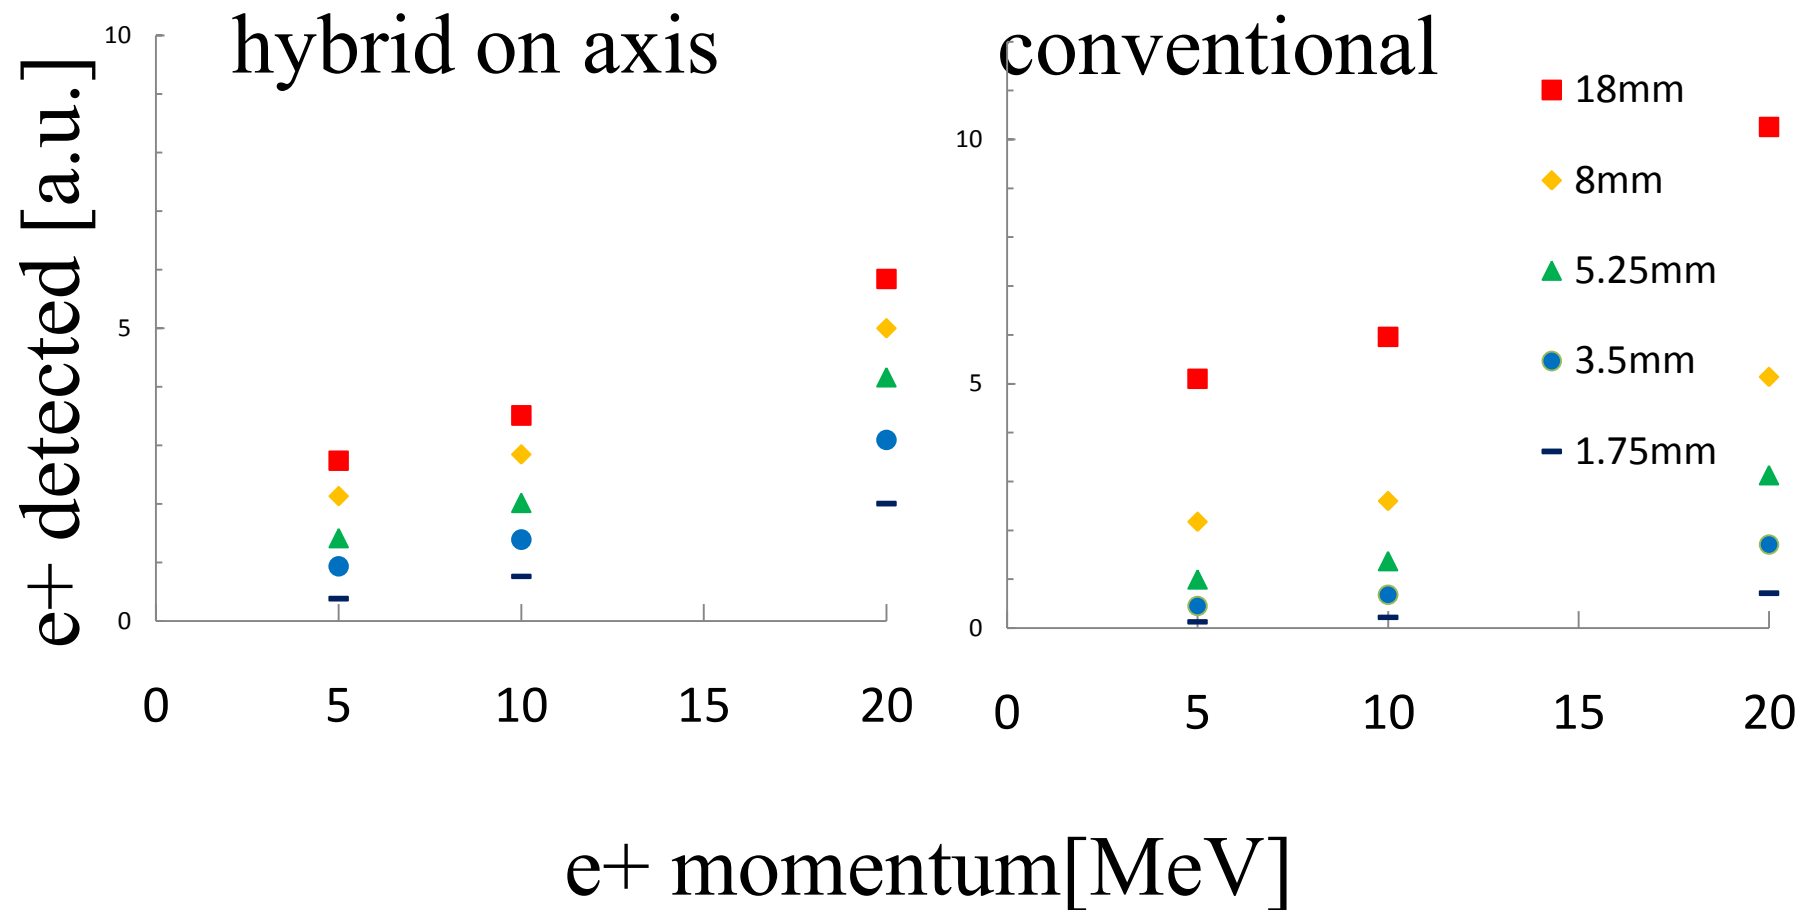 hybrid on axis
conventional
e+ detected [a.u.]
10
5
0
0 5 10 15 20
10
5
0
0 5 10 15 20
18mm
8mm
5.25mm
3.5mm
1.75mm
e+ momentum[MeV]